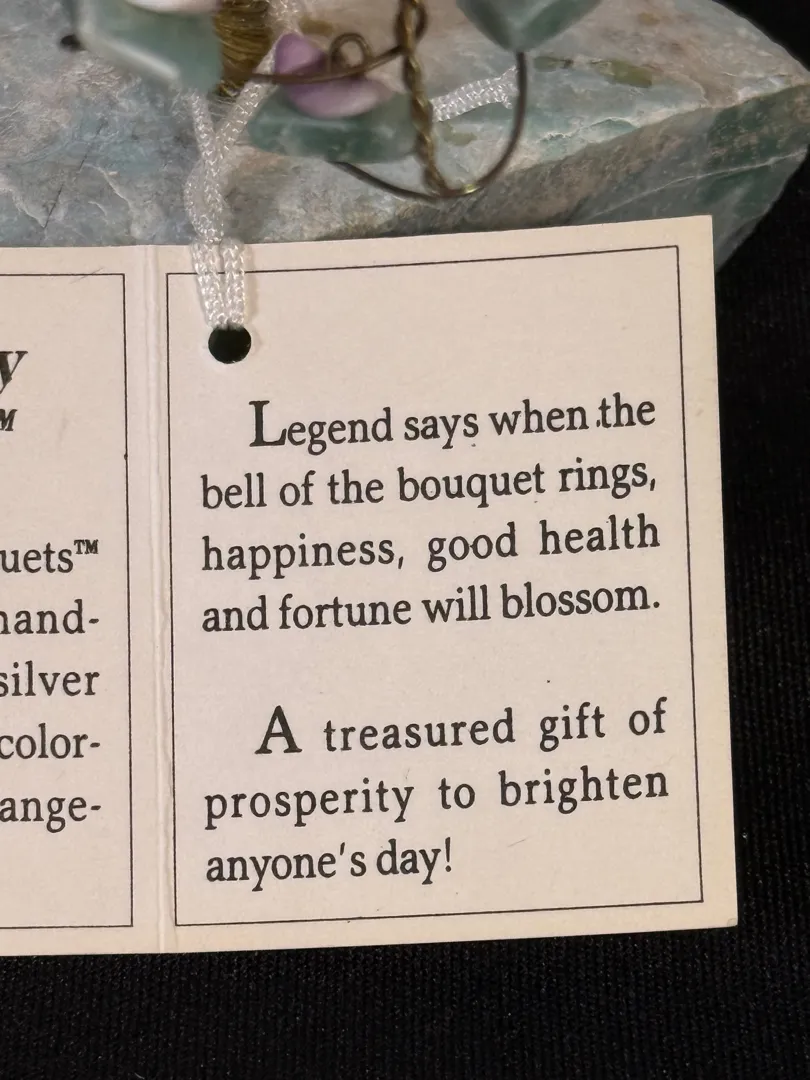 y
TM
uets™
hand-
silver
color-
ange-
Legend says when the
bell of the bouquet rings,
happiness, good health
and fortune will blossom.
A treasured gift of
prosperity to brighten
anyone's day!